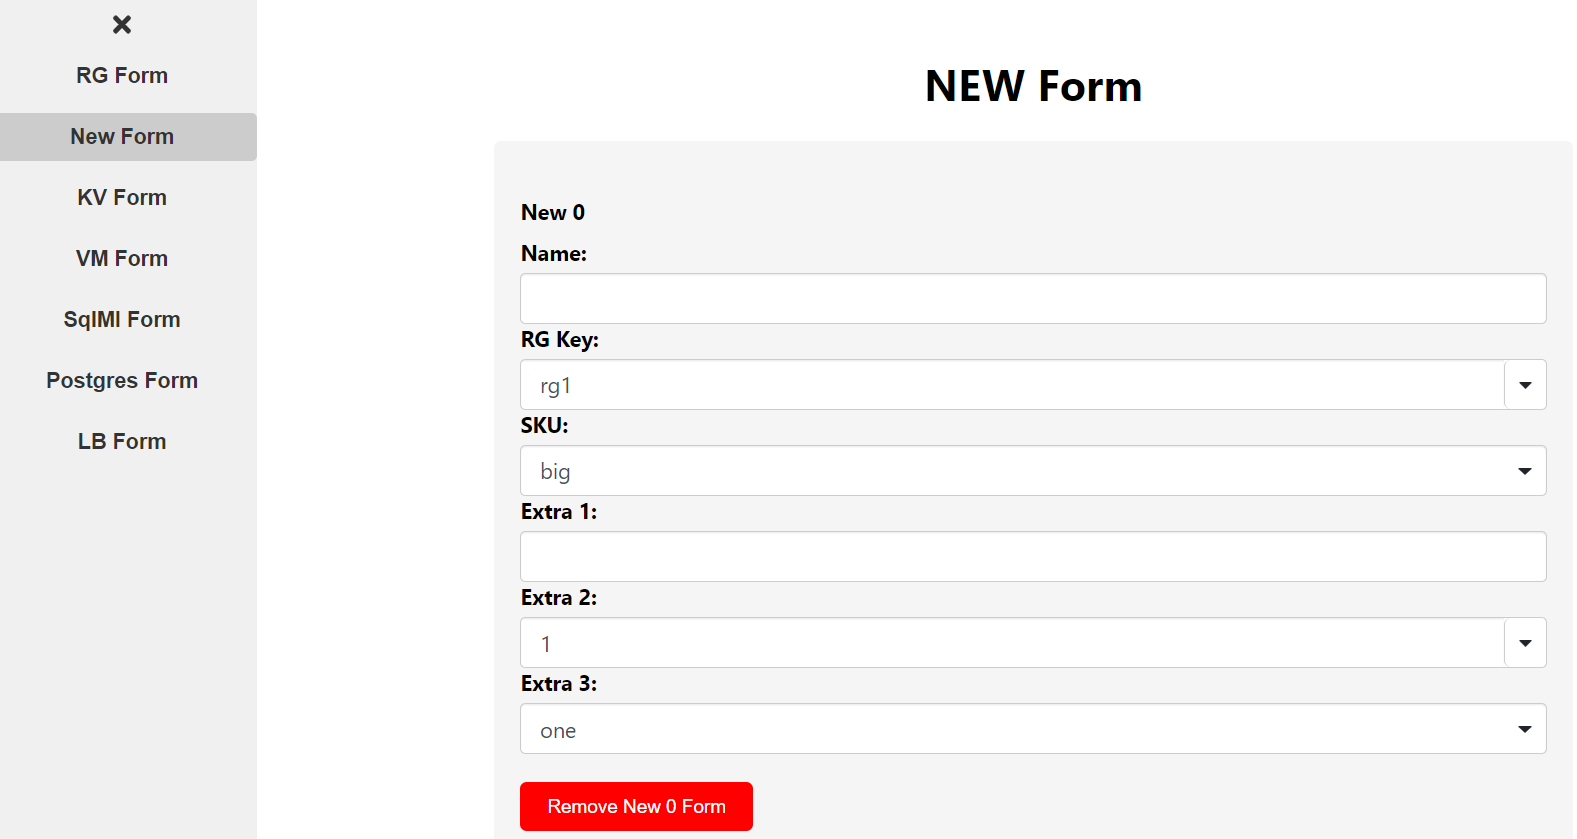 RG Form
New Form
KV Form
VM Form
SqlMI Form
Postgres Form
LB Form
NEW Form
New 0
Name:
RG Key:
rg1
SKU:
big
Extra 1:
Extra 2:
1
Extra 3:
one
Remove New 0 Form